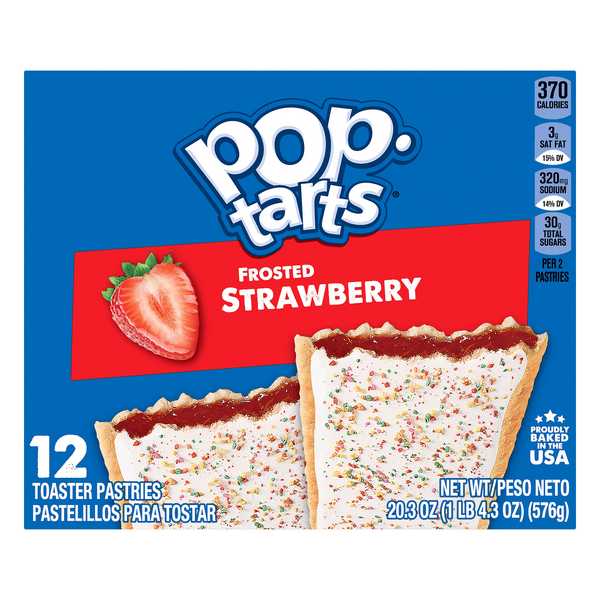 pop.
tarts®
FROSTED
STRAWBERRY
370
CALORIES
3g
SAT FAT
15% DV
320mg
SODIUM
14% DV
30g
TOTAL
SUGARS
PER 2
PASTRIES
12
TOASTER PASTRIES
PASTELILLOS PARA TOSTAR
PROUDLY
BAKED
IN THE
USA
NET WT/PESO NETO
20.3 OZ (1 LB 4.3 OZ) (576g)